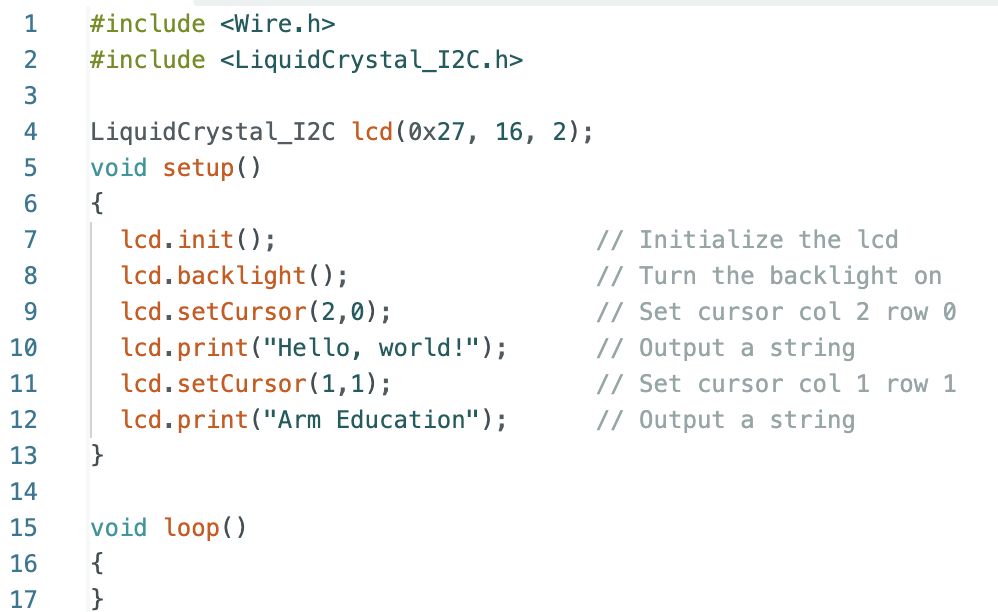 1 #include <Wire.h>
2 #include <LiquidCrystal_I2C.h>
3
4 LiquidCrystal_I2C lcd(0x27, 16, 2);
5 void setup()
6 {
7   lcd.init();                      // Initialize the lcd
8   lcd.backlight();                 // Turn the backlight on
9   lcd.setCursor(2,0);              // Set cursor col 2 row 0
10   lcd.print("Hello, world!");      // Output a string
11   lcd.setCursor(1,1);              // Set cursor col 1 row 1
12   lcd.print("Arm Education");      // Output a string
13 }
14
15 void loop()
16 {
17 }